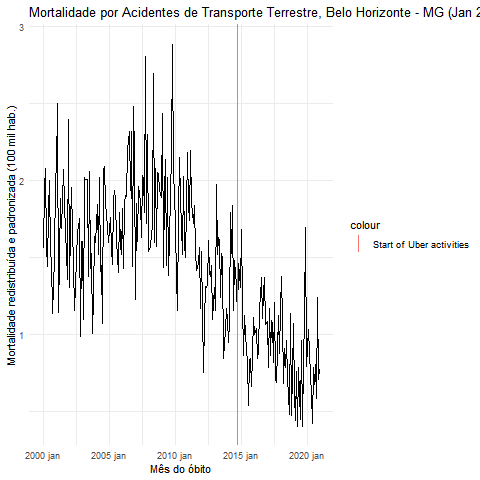 Mortalidade por Acidentes de Transporte Terrestre, Belo Horizonte - MG (Jan 2
Mortalidade redistribuída e padronizada (100 mil hab.)
3
2
1
2000 jan
2005 jan
2010 jan
2015 jan
2020 jan
Mês do óbito
colour
Start of Uber activities